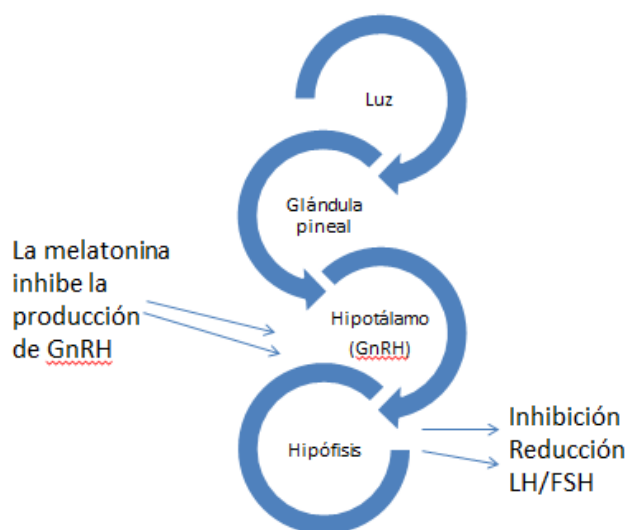 Luz
Glándula
pineal
La melatonina
inhibe la
producción
de GnRH
Hipotálamo
(GnRH)
Hipófisis
Inhibición
Reducción
LH/FSH